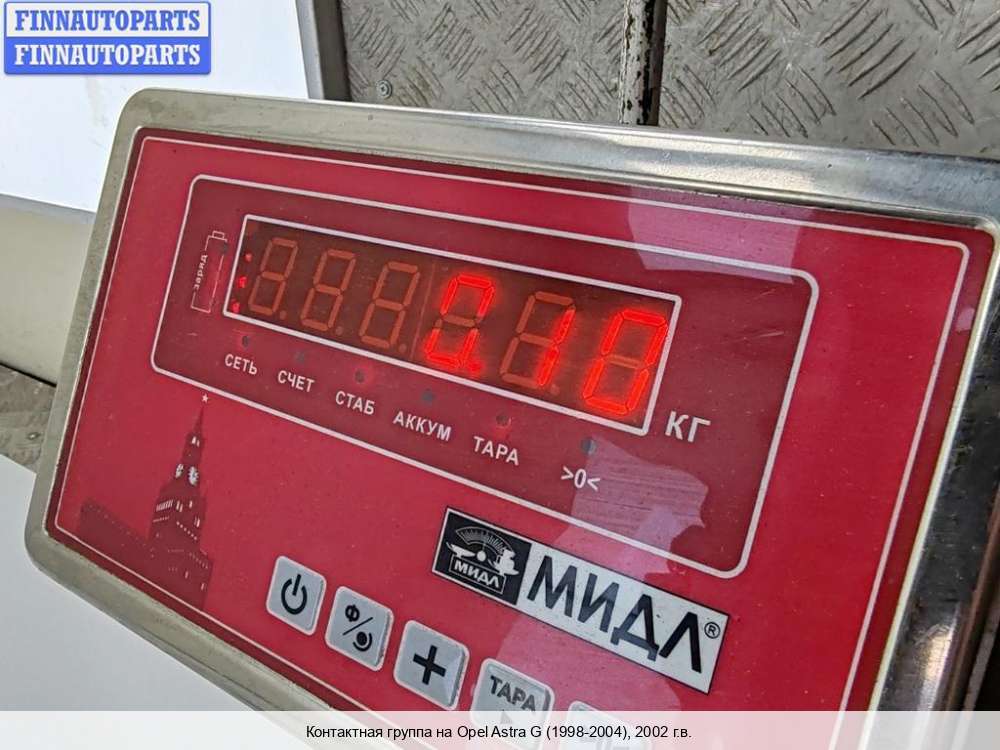 FINNAUTOPARTS
FINNAUTOPARTS
заряд
0.10
КГ
СЕТЬ СЧЕТ СТАБ АККУМ ТАРА >0<
МИДЛ
МИДЛ®
Ф
ТАРА
Контактная группа на Opel Astra G (1998-2004), 2002 г.в.